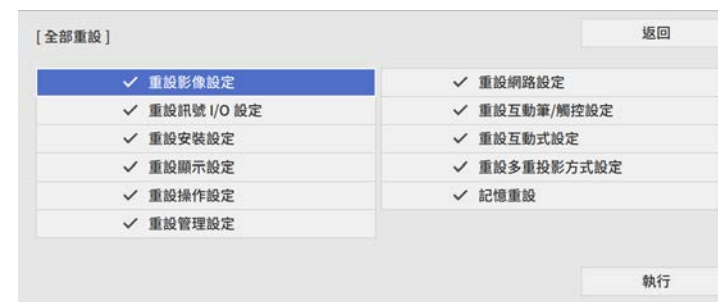 [ 全部重設 ]
返回
重設影像設定
重設訊號 I/O 設定
重設安裝設定
重設顯示設定
重設操作設定
重設管理設定
重設網路設定
重設互動筆/觸控設定
重設互動式設定
重設多重投影方式設定
記憶重設
執行